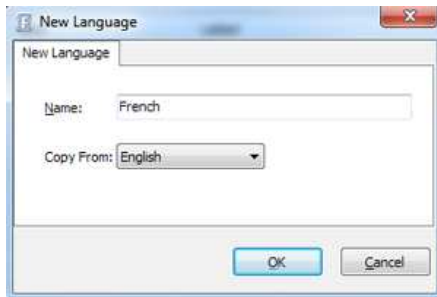 New Language
New Language
Name: French
Copy From: English
OK Cancel